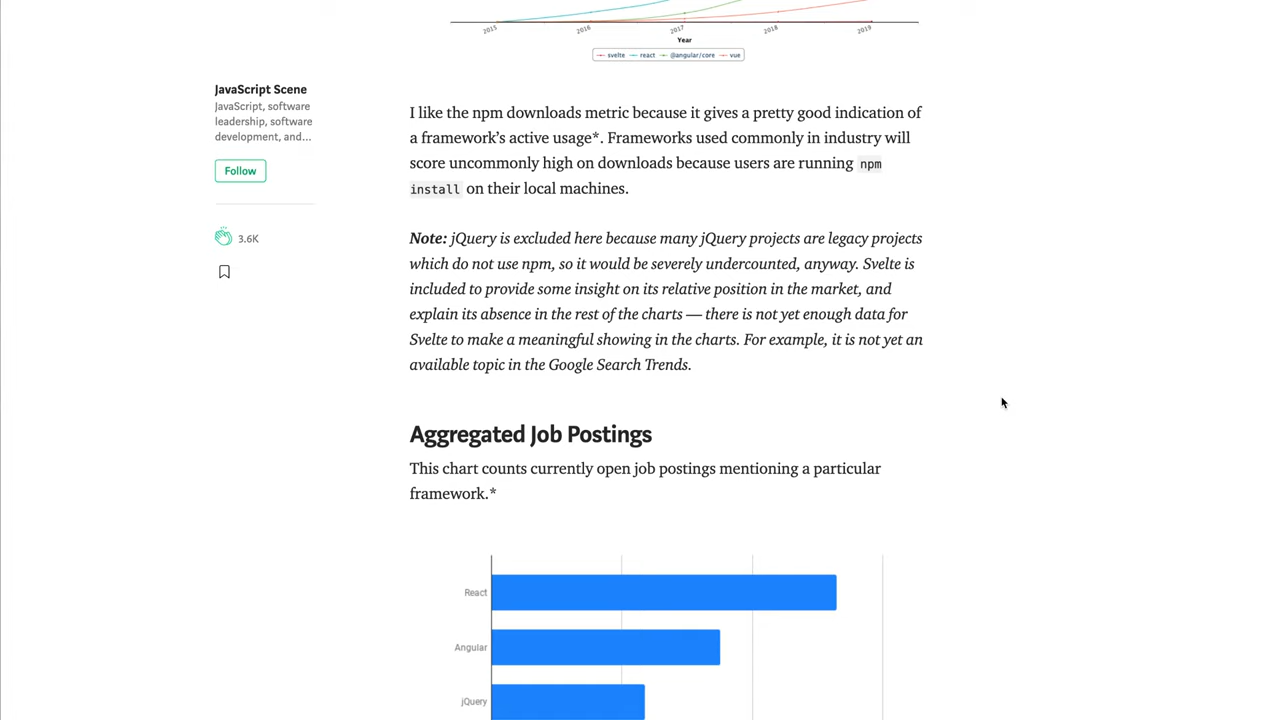 2015
2016
2017
2018
2019
Year
svelte
react
@angular/core
vue
JavaScript Scene
JavaScript, software
leadership, software
development, and...
Follow
3.6K
I like the npm downloads metric because it gives a pretty good indication of
a framework’s active usage*. Frameworks used commonly in industry will
score uncommonly high on downloads because users are running npm
install on their local machines.
Note: jQuery is excluded here because many jQuery projects are legacy projects
which do not use npm, so it would be severely undercounted, anyway. Svelte is
included to provide some insight on its relative position in the market, and
explain its absence in the rest of the charts — there is not yet enough data for
Svelte to make a meaningful showing in the charts. For example, it is not yet an
available topic in the Google Search Trends.
Aggregated Job Postings
This chart counts currently open job postings mentioning a particular
framework.*
React
Angular
jQuery